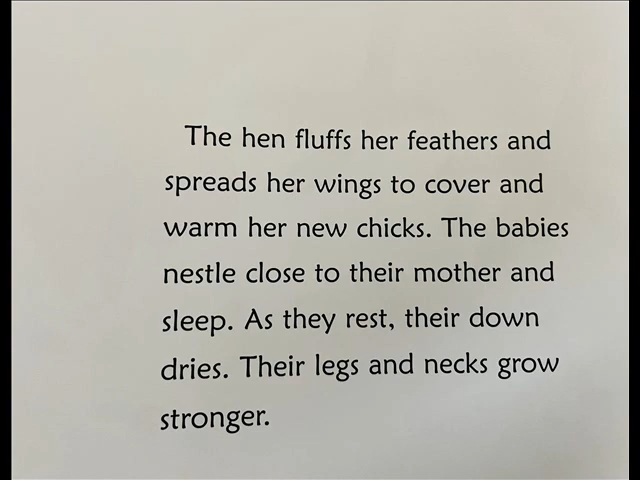 The hen fluffs her feathers and
spreads her wings to cover and
warm her new chicks. The babies
nestle close to their mother and
sleep. As they rest, their down
dries. Their legs and necks grow
stronger.